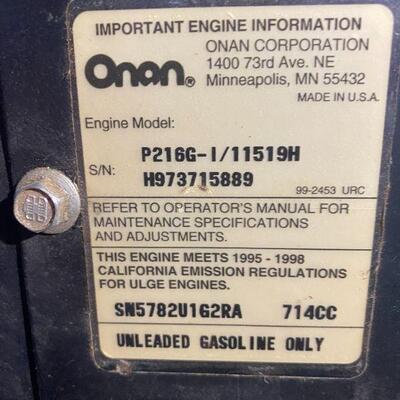 IMPORTANT ENGINE INFORMATION
Onan®
ONAN CORPORATION
1400 73rd Ave. NE
Minneapolis, MN 55432
MADE IN U.S.A.
Engine Model:
P216G-I/11519H
S/N: H973715889
99-2453 URC
REFER TO OPERATOR'S MANUAL FOR
MAINTENANCE SPECIFICATIONS
AND ADJUSTMENTS.
THIS ENGINE MEETS 1995 - 1998
CALIFORNIA EMISSION REGULATIONS
FOR ULGE ENGINES.
SN5782U1G2RA 714CC
UNLEADED GASOLINE ONLY